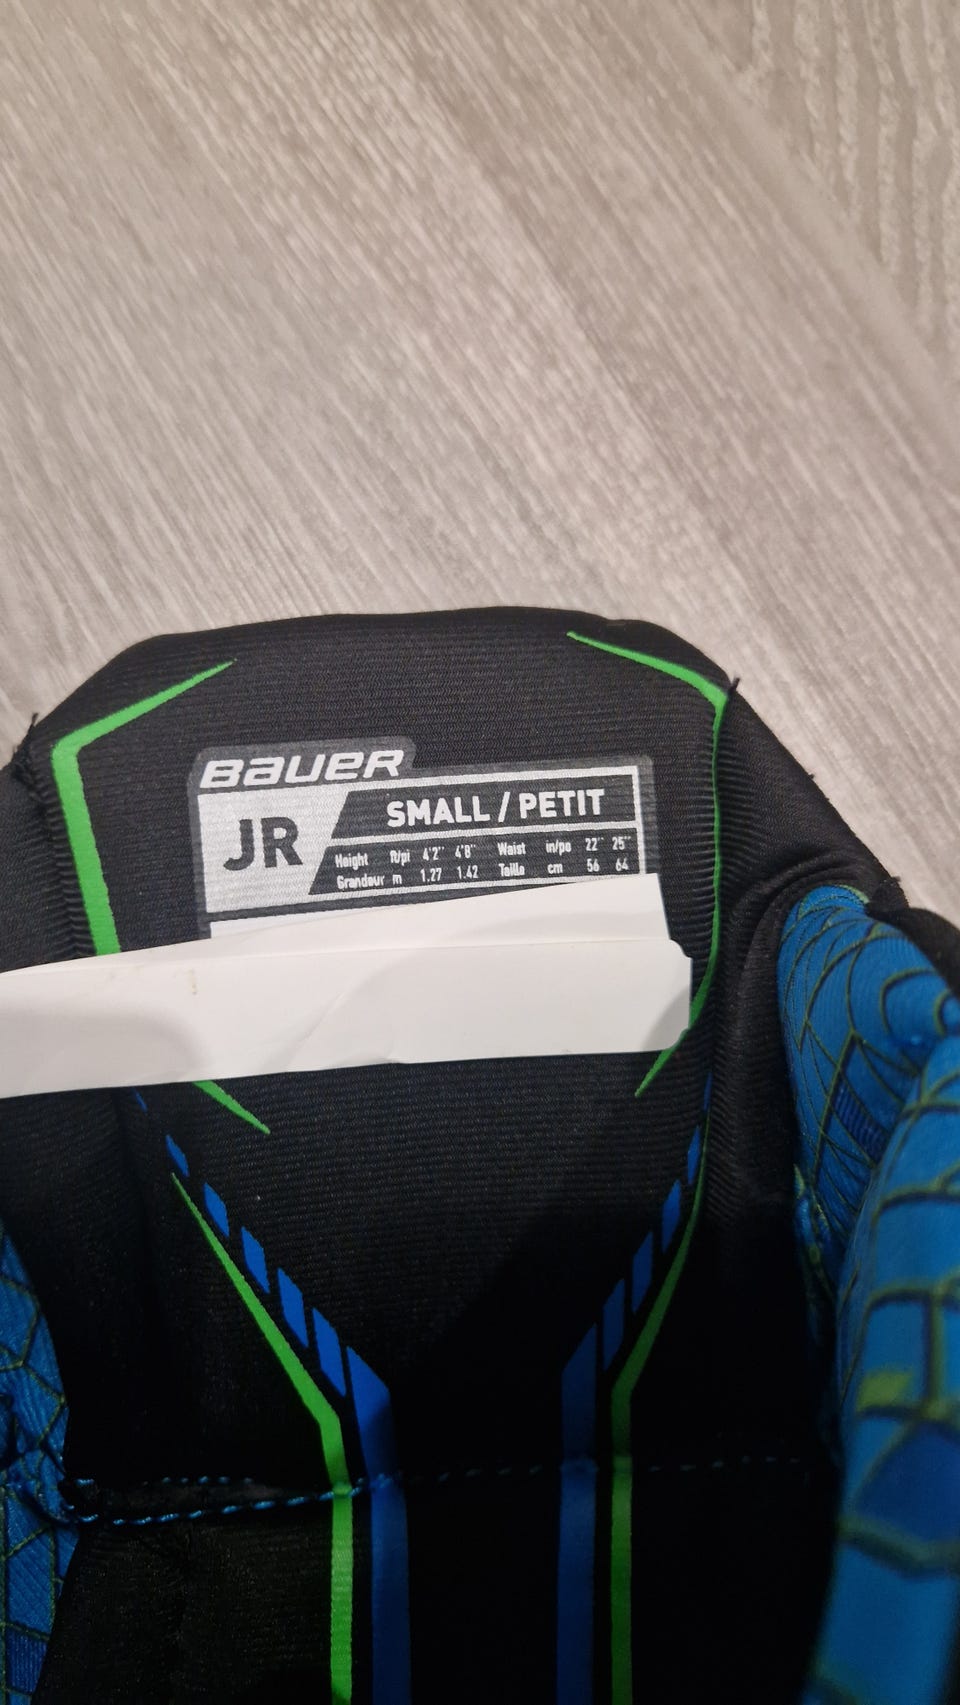 BAUER
JR
SMALL / PETIT
Height ft/pi 4'2" 4'8" Waist in/po 22" 25"
Grandeur m 1.27 1.42 Taille cm 56 64